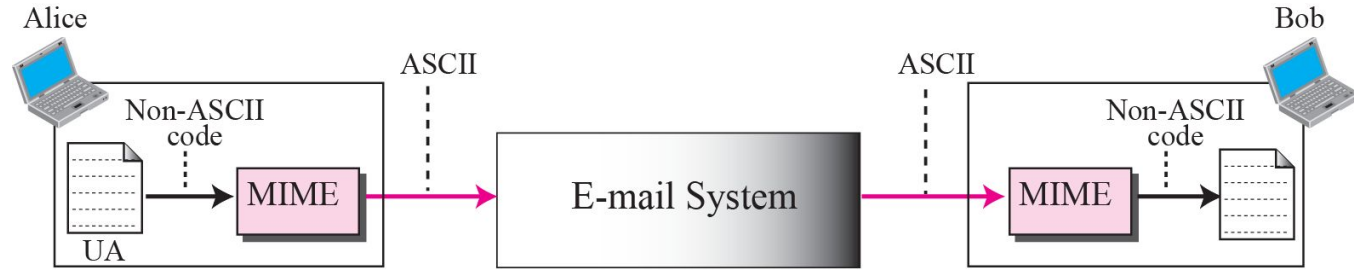 Alice
Bob
ASCII
ASCII
Non-ASCII
code
Non-ASCII
code
MIME
E-mail System
MIME
UA